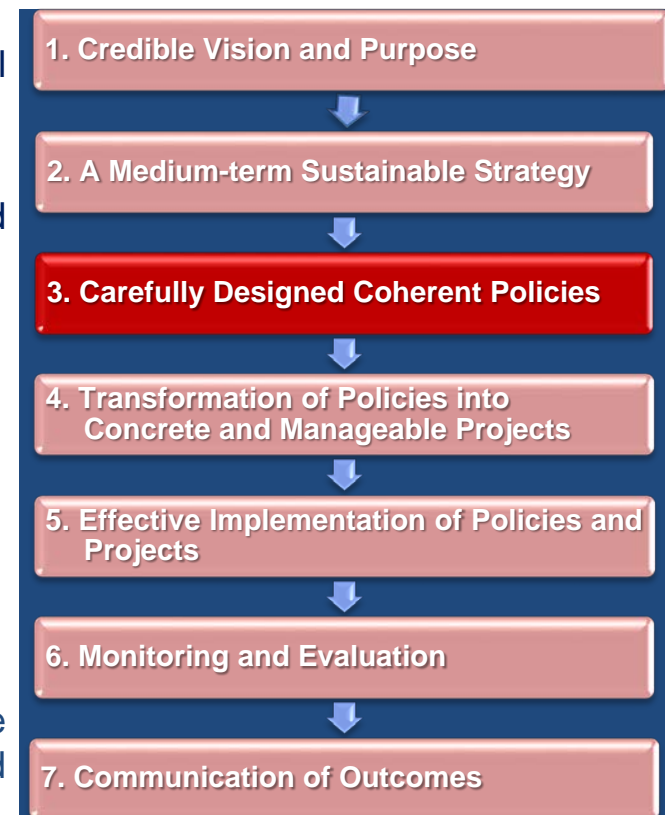 1. Credible Vision and Purpose
2. A Medium-term Sustainable Strategy
3. Carefully Designed Coherent Policies
4. Transformation of Policies into
Concrete and Manageable Projects
5. Effective Implementation of Policies and
Projects
6. Monitoring and Evaluation
7. Communication of Outcomes